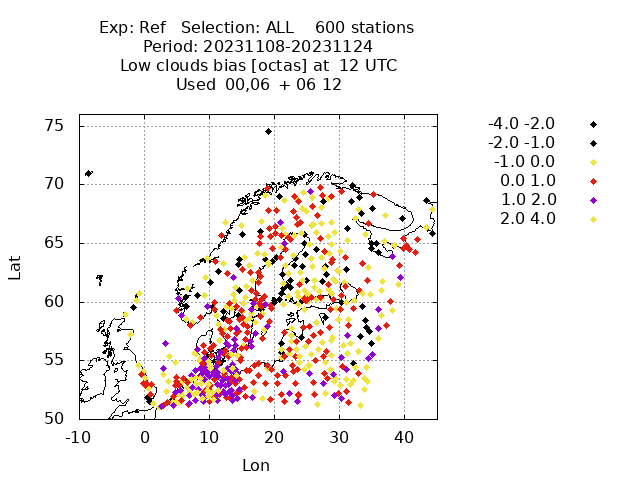 Exp: Ref   Selection: ALL    600 stations
Period: 20231108-20231124
Low clouds bias [octas] at  12 UTC
Used  00,06  + 06 12
-4.0 -2.0
-2.0 -1.0
-1.0 0.0
0.0 1.0
1.0 2.0
2.0 4.0
75
70
65
60
55
50
Lat
-10 0 10 20 30 40
Lon